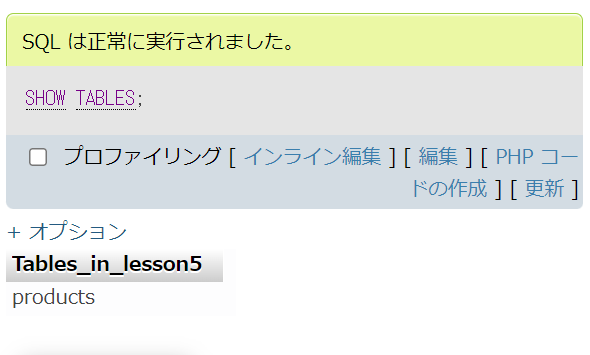 SQL は正常に実行されました。
SHOW TABLES;
プロファイリング [ インライン編集 ] [ 編集 ] [ PHP コー
ドの作成 ] [ 更新 ]
+ オプション
Tables_in_lesson5
products